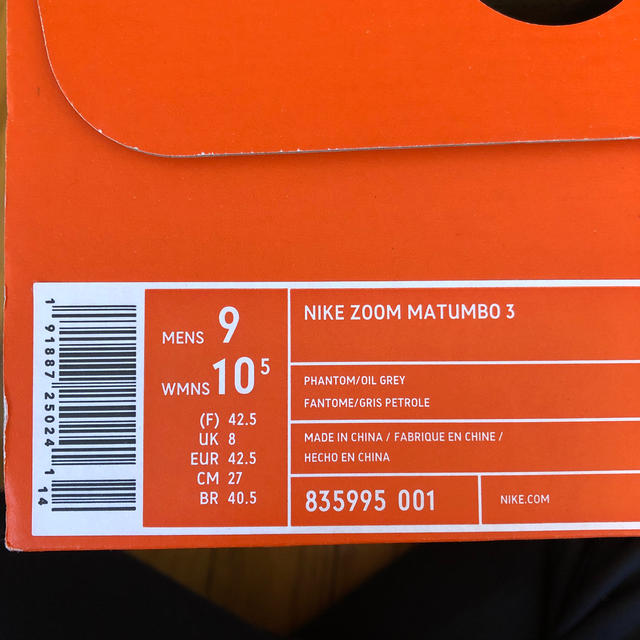 1 91887 25024 1 14
MENS 9
WMNS 10 5
(F) 42.5
UK 8
EUR 42.5
CM 27
BR 40.5
NIKE ZOOM MATUMBO 3
PHANTOM/OIL GREY
FANTOME/GRIS PETROLE
MADE IN CHINA / FABRIQUE EN CHINE /
HECHO EN CHINA
835995 001
NIKE.COM